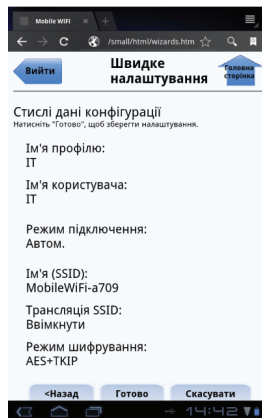 Mobile WiFi
/small/html/wizards.htm
Вийти
Швидке
налаштування
Головна
сторінка
Стислі дані конфігурації
Натисніть "Готово", щоб зберегти налаштування.
Ім'я профілю:
IT
Ім'я користувача:
IT
Режим підключення:
Автом.
Ім'я (SSID):
MobileWiFi-a709
Трансляція SSID:
Ввімкнути
Режим шифрування:
AES+TKIP
<Назад
Готово
Скасувати
14:42